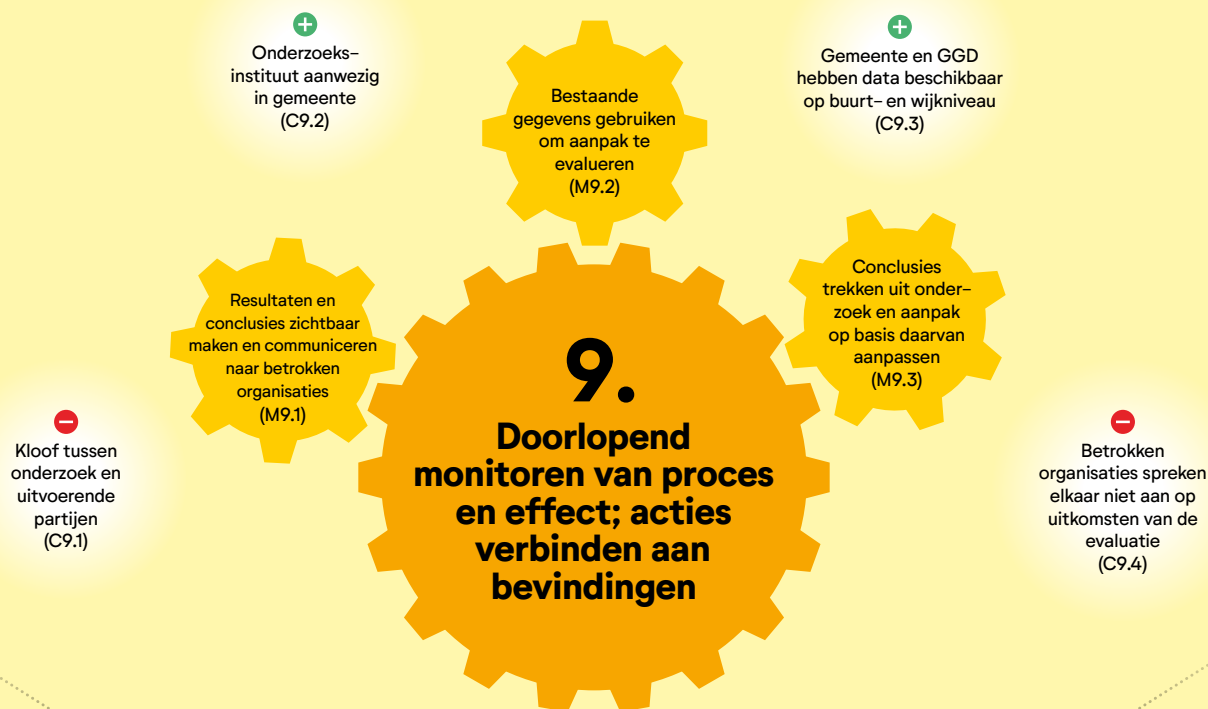 Onderzoeks-
instituut aanwezig
in gemeente
(C9.2)
Bestaande
gegevens gebruiken
om aanpak te
evalueren
(M9.2)
Gemeente en GGD
hebben data beschikbaar
op buurt- en wijkniveau
(C9.3)
Resultaten en
conclusies zichtbaar
maken en communiceren
naar betrokken
organisaties
(M9.1)
Conclusies
trekken uit onder-
zoek en aanpak
op basis daarvan
aanpassen
(M9.3)
Kloof tussen
onderzoek en
uitvoerende
partijen
(C9.1)
9.
Doorlopend
monitoren van proces
en effect; acties
verbinden aan
bevindingen
Betrokken
organisaties spreken
elkaar niet aan op
uitkomsten van de
evaluatie
(C9.4)